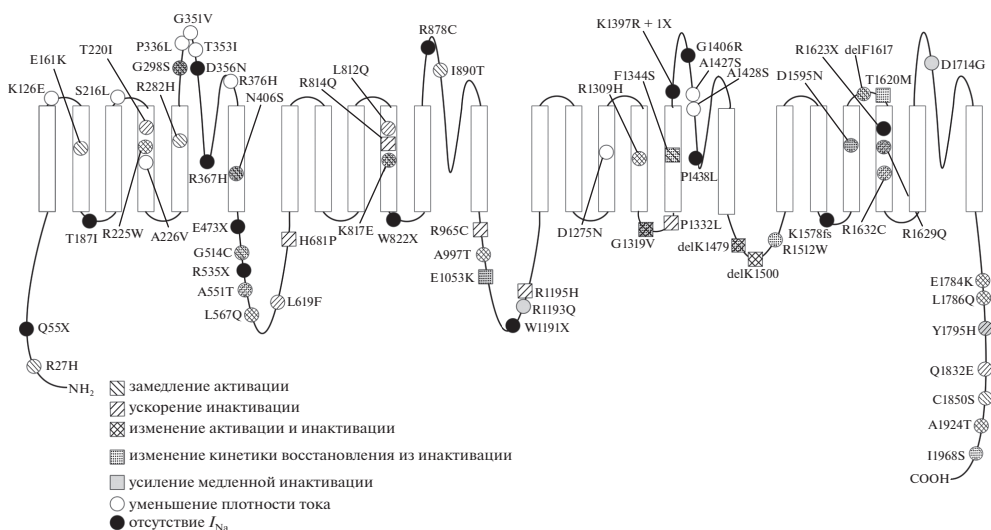 G351V
T220I
P336L
T353I
R878C
K1397R + 1X
G1406R
E161K
G298S
D356N
L812Q
A1427S
R1623X
delF1617
D1714G
S216L
R282H
R376H
R814Q
I890T
F1344S
A1428S
D1595N
T1620M
K126E
N406S
R1309H
R367H
P1438L
T187I
R225W
A226V
E473X
H681P
K817E
W822X
R965C
D1275N
G1319V
P1332L
K1578fs
R1632C
R1629Q
G514C
A997T
delK1479
R1512W
R535X
E1053K
delK1500
E1784K
A551T
L619F
R1195H
L1786Q
L567Q
R1193Q
Q55X
W1191X
Y1795H
R27H
Q1832E
NH2
C1850S
A1924T
I1968S
COOH
замедление активации
ускорение инактивации
изменение активации и инактивации
изменение кинетики восстановления из инактивации
усиление медленной инактивации
уменьшение плотности тока
отсутствие INa